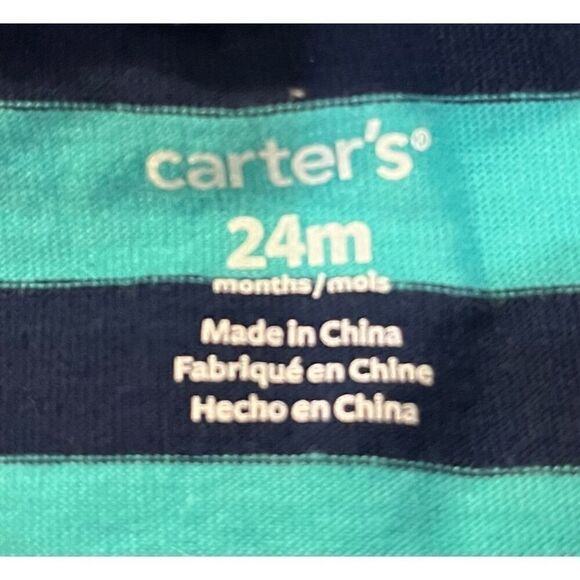 carter's®
24m
months/mois
Made in China
Fabriqué en Chine
Hecho en China